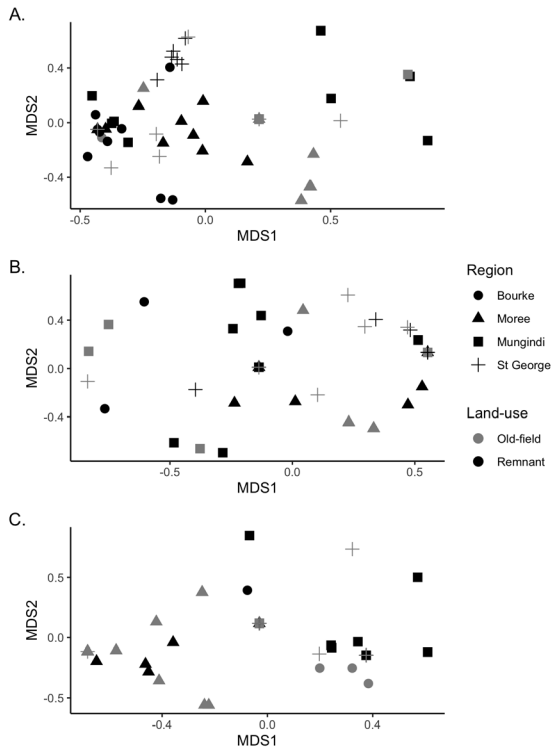 A.
0.4
0.0
-0.4
MDS2
-0.5
0.0
0.5
MDS1
B.
0.4
0.0
-0.4
MDS2
-0.5
0.0
0.5
MDS1
Region
Bourke
Moree
Mungindi
St George
Land-use
Old-field
Remnant
C.
0.5
0.0
-0.5
MDS2
-0.4
0.0
0.4
MDS1